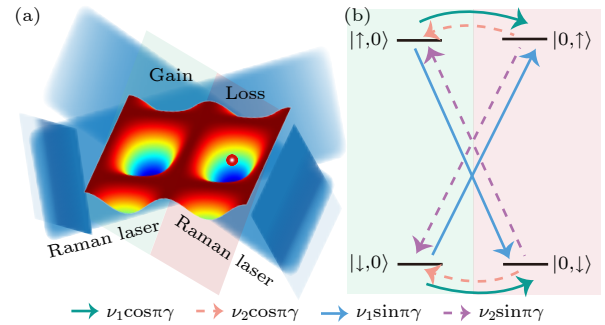 (a)
Gain
Loss
Raman laser
Raman laser
(b)
|↑,0⟩
|0,↑⟩
|↓,0⟩
|0,↓⟩
ν₁cosπγ
ν₂cosπγ
ν₁sinπγ
ν₂sinπγ